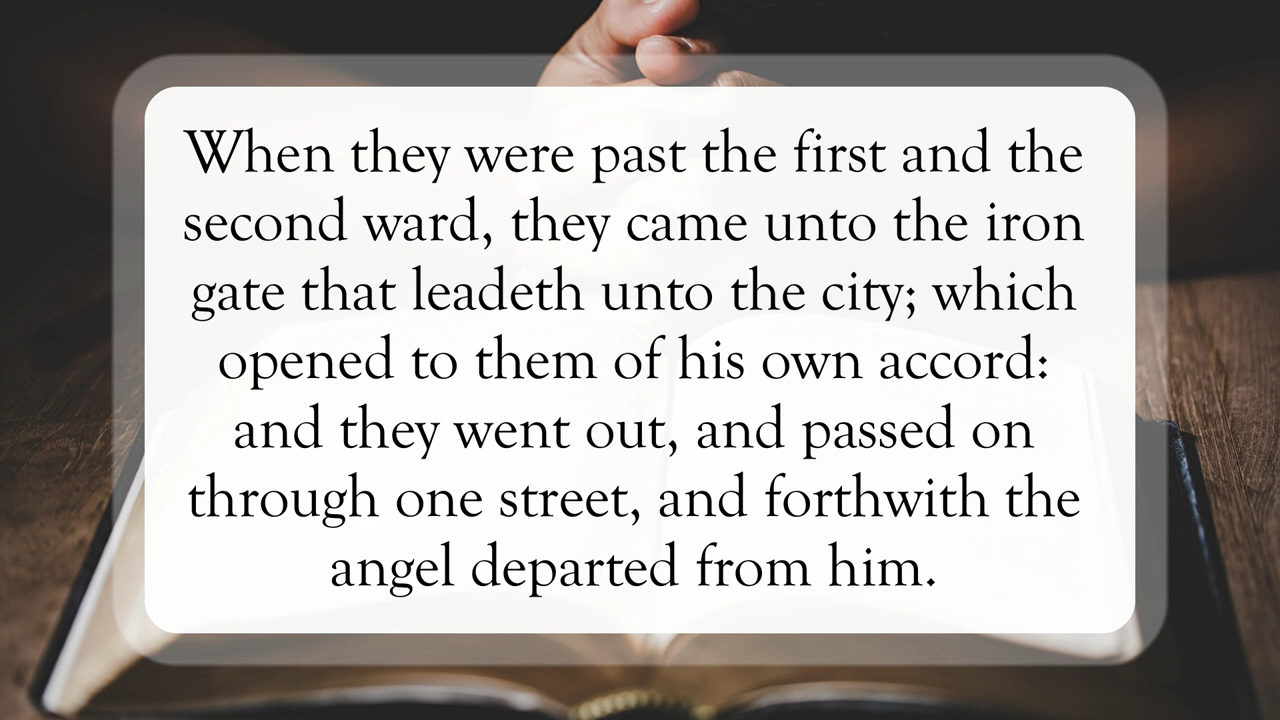 When they were past the first and the
second ward, they came unto the iron
gate that leadeth unto the city; which
opened to them of his own accord:
and they went out, and passed on
through one street, and forthwith the
angel departed from him.